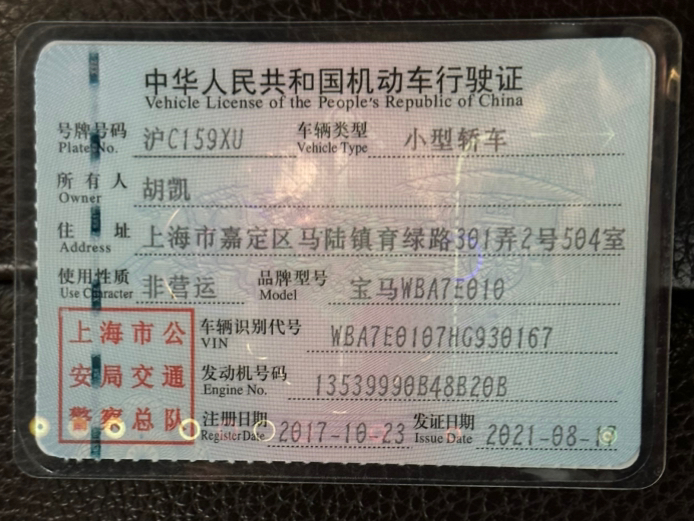 中华人民共和国机动车行驶证
Vehicle License of the People's Republic of China
号牌号码 沪C159XU 车辆类型 小型轿车
Plate No. Vehicle Type
所有人 胡凯
Owner
住址 上海市嘉定区马陆镇育绿路301弄2号504室
Address
使用性质 非营运 品牌型号 宝马WBA7E010
Use Character Model
上海市公
安局交通
警察总队
车辆识别代号 WBA7E0107HG930167
VIN
发动机号码 13539990B48B20B
Engine No.
注册日期 2017-10-23 发证日期 2021-08-17
Register Date Issue Date